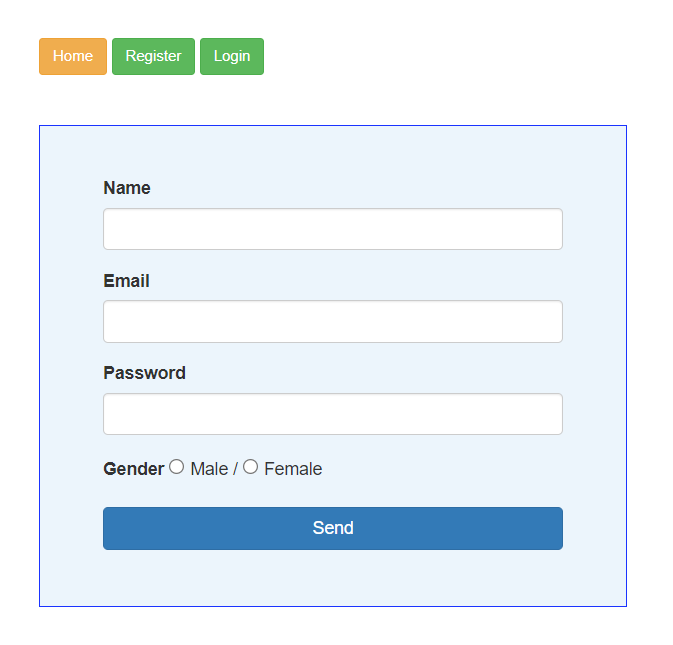 Home Register Login
Name
Email
Password
Gender Male / Female
Send